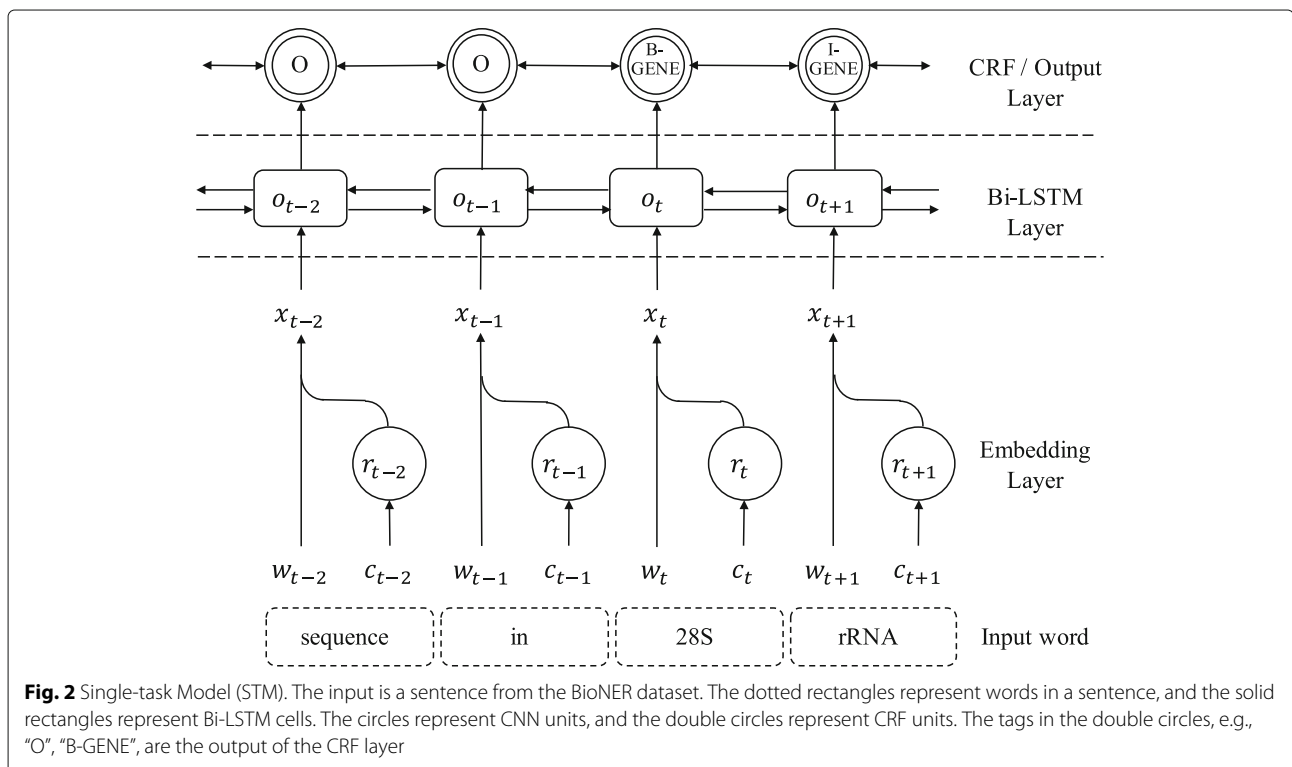 O O B-GENE I-GENE CRF / Output Layer
o_{t−2} o_{t−1} o_t o_{t+1} Bi-LSTM Layer
x_{t−2} x_{t−1} x_t x_{t+1}
r_{t−2} r_{t−1} r_t r_{t+1} Embedding Layer
w_{t−2} c_{t−2} w_{t−1} c_{t−1} w_t c_t w_{t+1} c_{t+1}
sequence in 28S rRNA Input word
Fig. 2 Single-task Model (STM). The input is a sentence from the BioNER dataset. The dotted rectangles represent words in a sentence, and the solid
rectangles represent Bi-LSTM cells. The circles represent CNN units, and the double circles represent CRF units. The tags in the double circles, e.g.,
“O”, “B-GENE”, are the output of the CRF layer